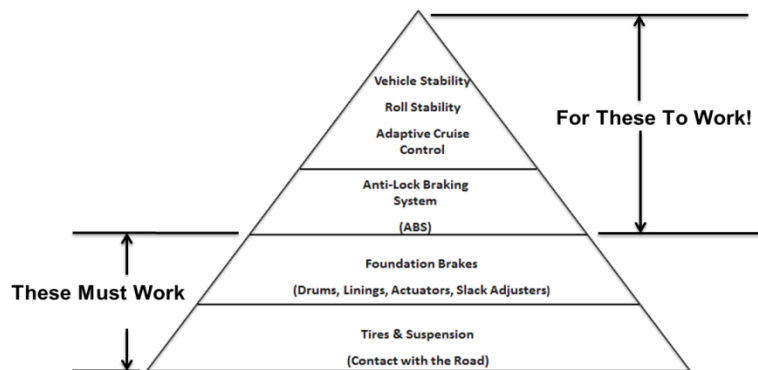 Vehicle Stability
Roll Stability
Adaptive Cruise
Control
For These To Work!
Anti-Lock Braking
System
(ABS)
These Must Work
Foundation Brakes
(Drums, Linings, Actuators, Slack Adjusters)
Tires & Suspension
(Contact with the Road)